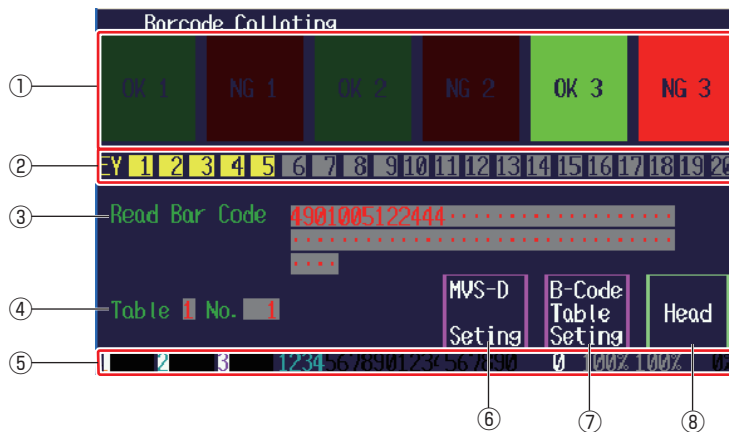 Barcode Collating
① OK 1 NG 1 OK 2 NG 2 OK 3 NG 3
② EY 1 2 3 4 5 6 7 8 9 10 11 12 13 14 15 16 17 18 19 20
③ Read Bar Code 4901005122444
④ Table 1 No. 1
MVS-D
Seting
B-Code
Table
Seting
Head
⑤ 1 2 3 12345678901234567890 0 100% 100% 0%
⑥ ⑦ ⑧